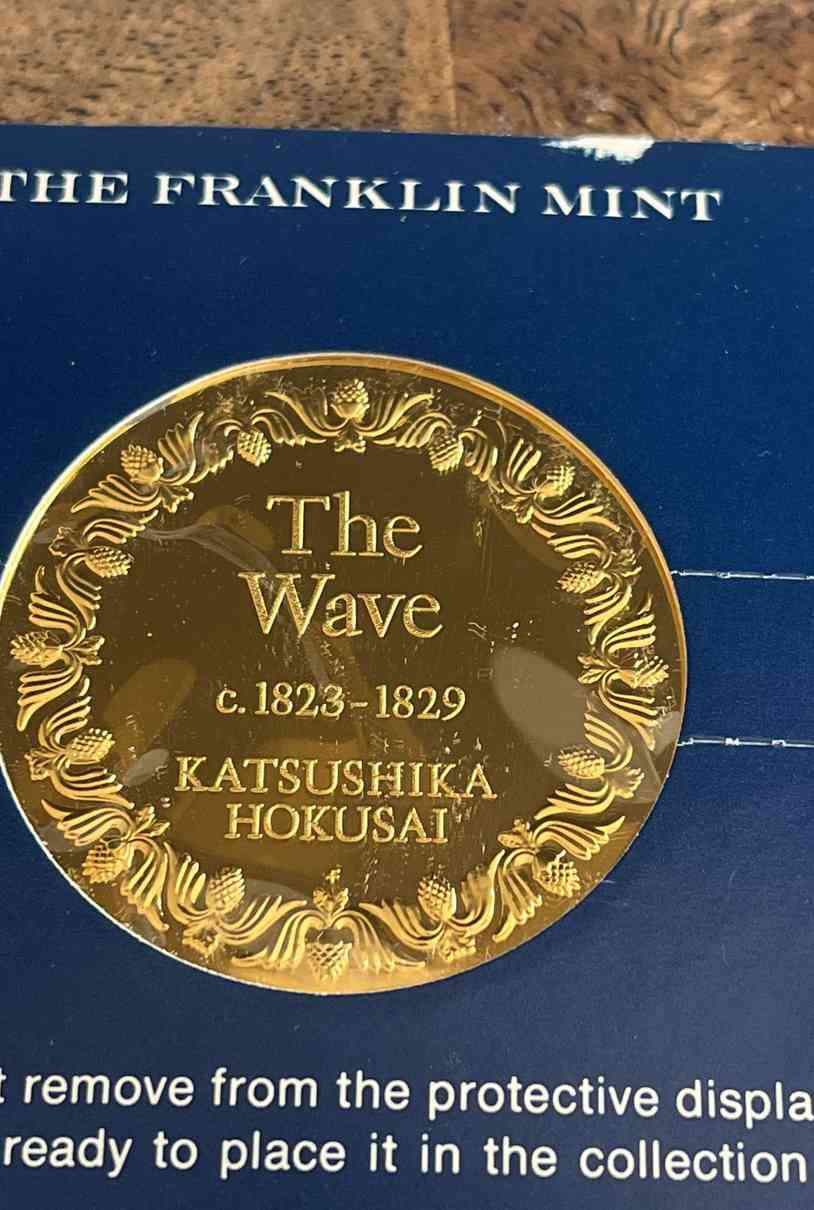 THE FRANKLIN MINT
The
Wave
c. 1823-1829
KATSUSHIKA
HOKUSAI
remove from the protective
ready to place it in the collection